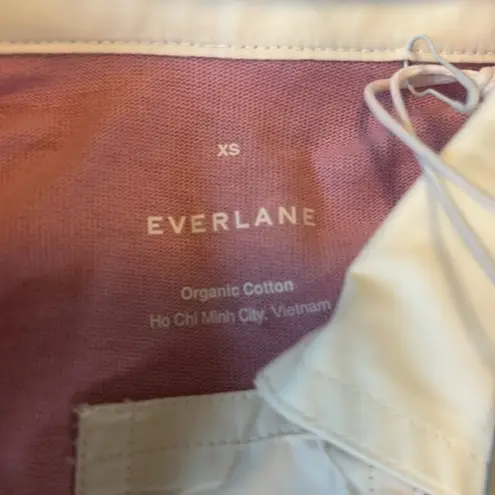 XS
EVERLANE
Organic Cotton
Ho Chi Minh City, Vietnam